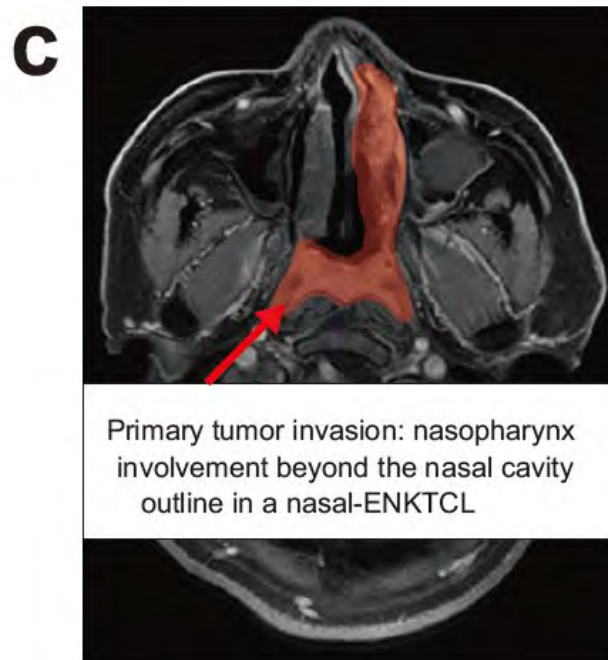 C
Primary tumor invasion: nasopharynx
involvement beyond the nasal cavity
outline in a nasal-ENKTCL